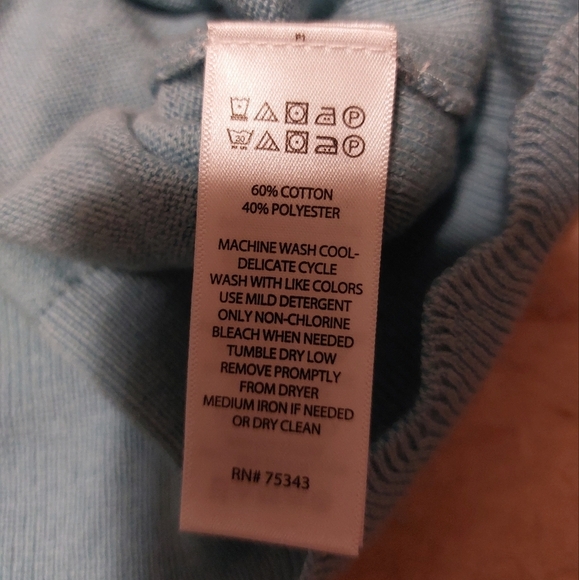 P
P
30
60% COTTON
40% POLYESTER
MACHINE WASH COOL-
DELICATE CYCLE
WASH WITH LIKE COLORS
USE MILD DETERGENT
ONLY NON-CHLORINE
BLEACH WHEN NEEDED
TUMBLE DRY LOW
REMOVE PROMPTLY
FROM DRYER
MEDIUM IRON IF NEEDED
OR DRY CLEAN
RN# 75343